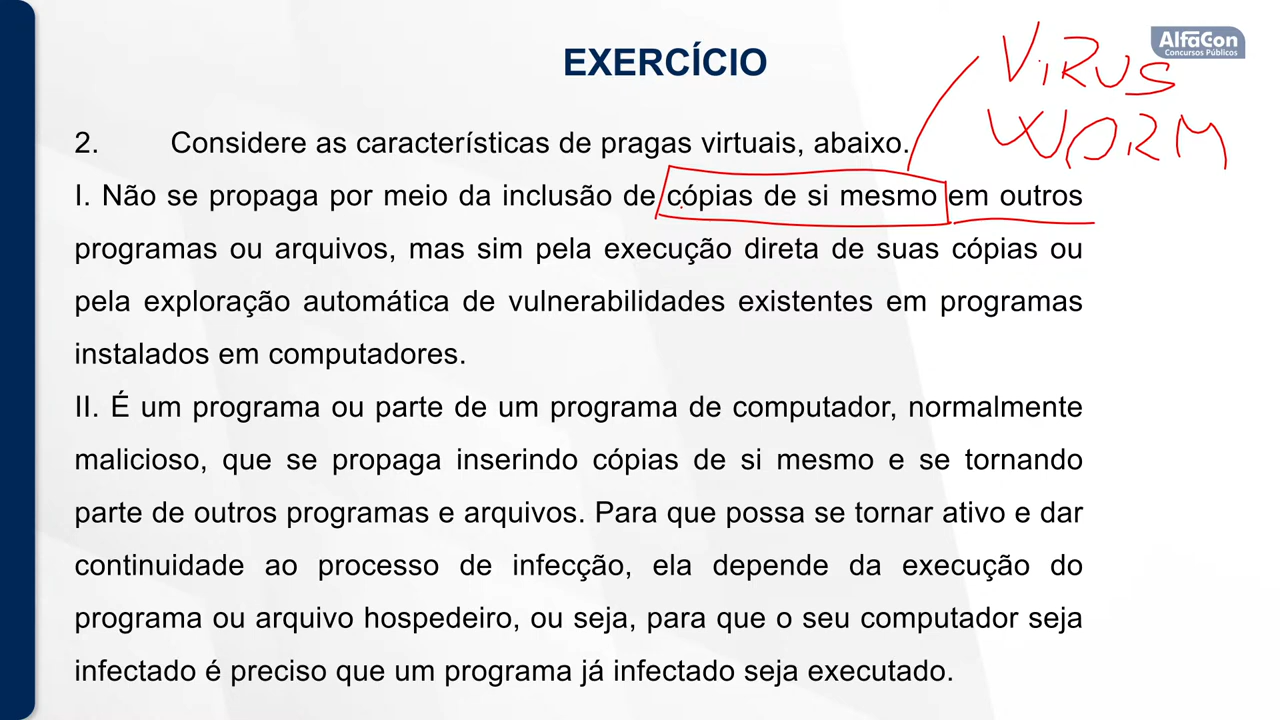 AlfaCon
Concursos Públicos
EXERCÍCIO
VIRUS
WORM
2. Considere as características de pragas virtuais, abaixo.
I. Não se propaga por meio da inclusão de cópias de si mesmo em outros
programas ou arquivos, mas sim pela execução direta de suas cópias ou
pela exploração automática de vulnerabilidades existentes em programas
instalados em computadores.
II. É um programa ou parte de um programa de computador, normalmente
malicioso, que se propaga inserindo cópias de si mesmo e se tornando
parte de outros programas e arquivos. Para que possa se tornar ativo e dar
continuidade ao processo de infecção, ela depende da execução do
programa ou arquivo hospedeiro, ou seja, para que o seu computador seja
infectado é preciso que um programa já infectado seja executado.